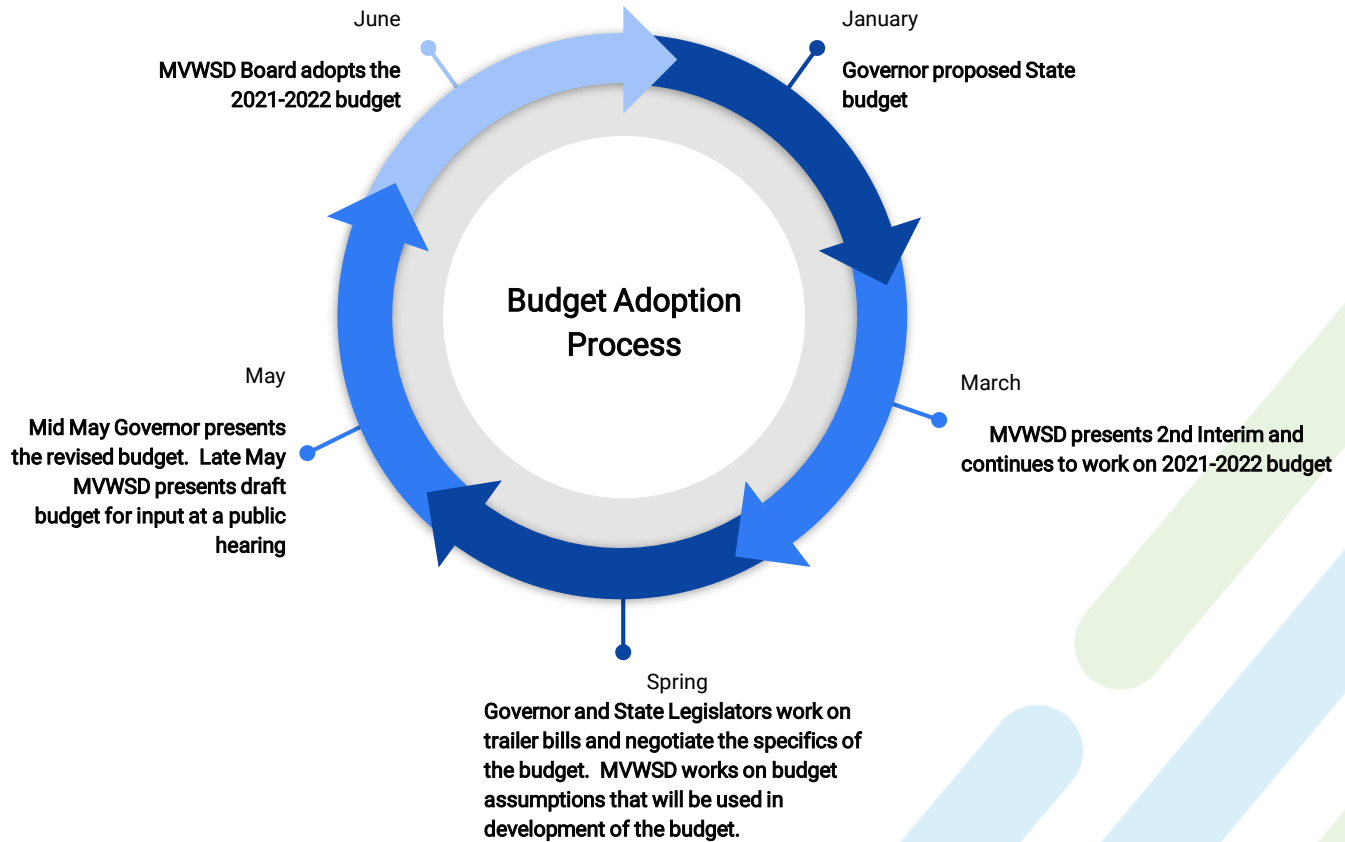 January
Governor proposed State
budget
March
MVWSD presents 2nd Interim and
continues to work on 2021-2022 budget
Spring
Governor and State Legislators work on
trailer bills and negotiate the specifics of
the budget.  MVWSD works on budget
assumptions that will be used in
development of the budget.
May
Mid May Governor presents
the revised budget.  Late May
MVWSD presents draft
budget for input at a public
hearing
June
MVWSD Board adopts the
2021-2022 budget
Budget Adoption
Process